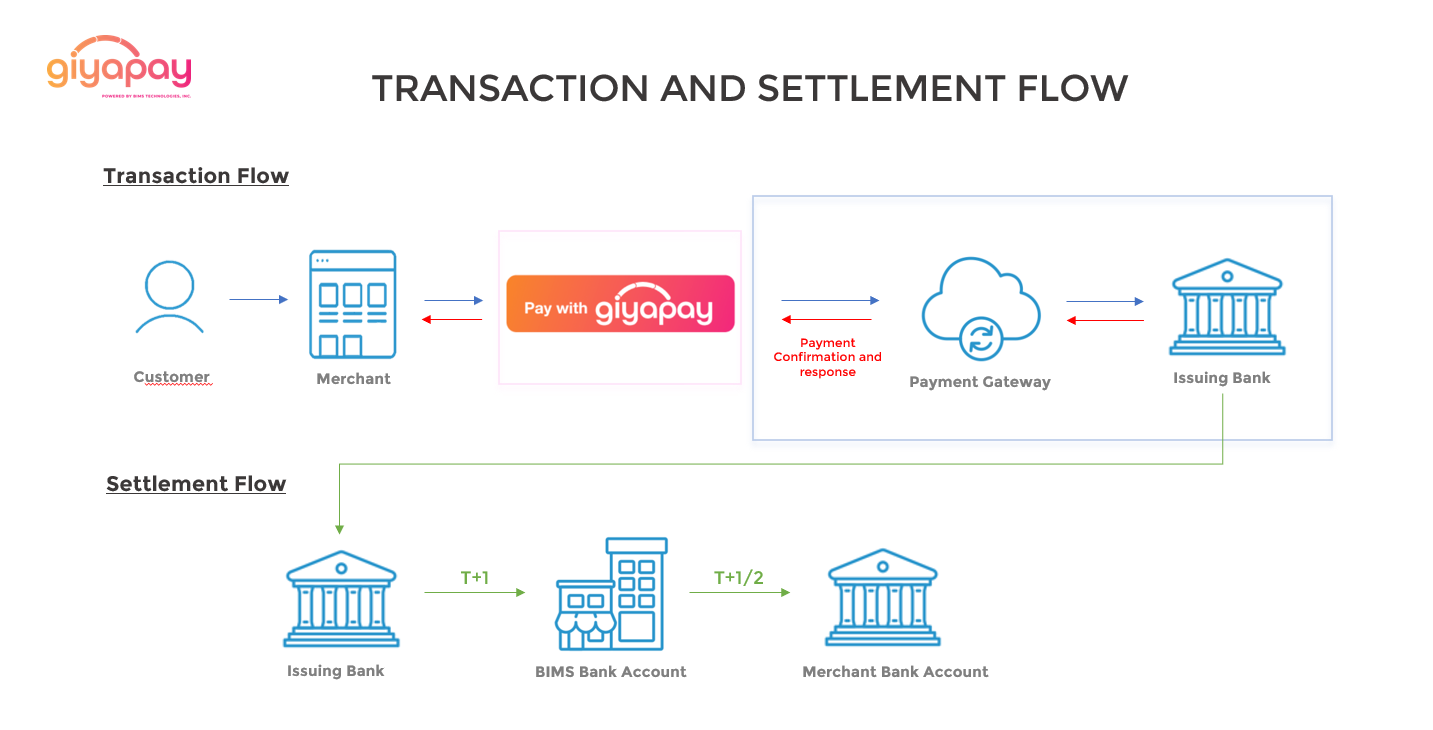 giyapay
POWERED BY BIMS TECHNOLOGIES, INC.
TRANSACTION AND SETTLEMENT FLOW
Transaction Flow
Pay with giyapay
Payment
Confirmation and
response
Customer
Merchant
Payment Gateway
Issuing Bank
Settlement Flow
T+1
T+1/2
Issuing Bank
BIMS Bank Account
Merchant Bank Account